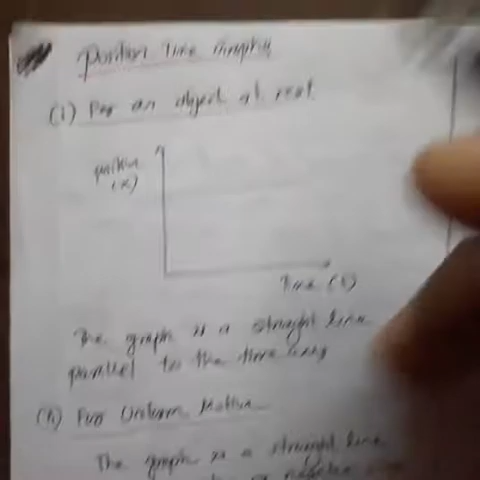 Position Time Graphs
(i) For an object at rest
position
(x)
Time (t)
The graph is a straight line
parallel to the time axis
(ii) For Uniform Motion
The graph is a straight line